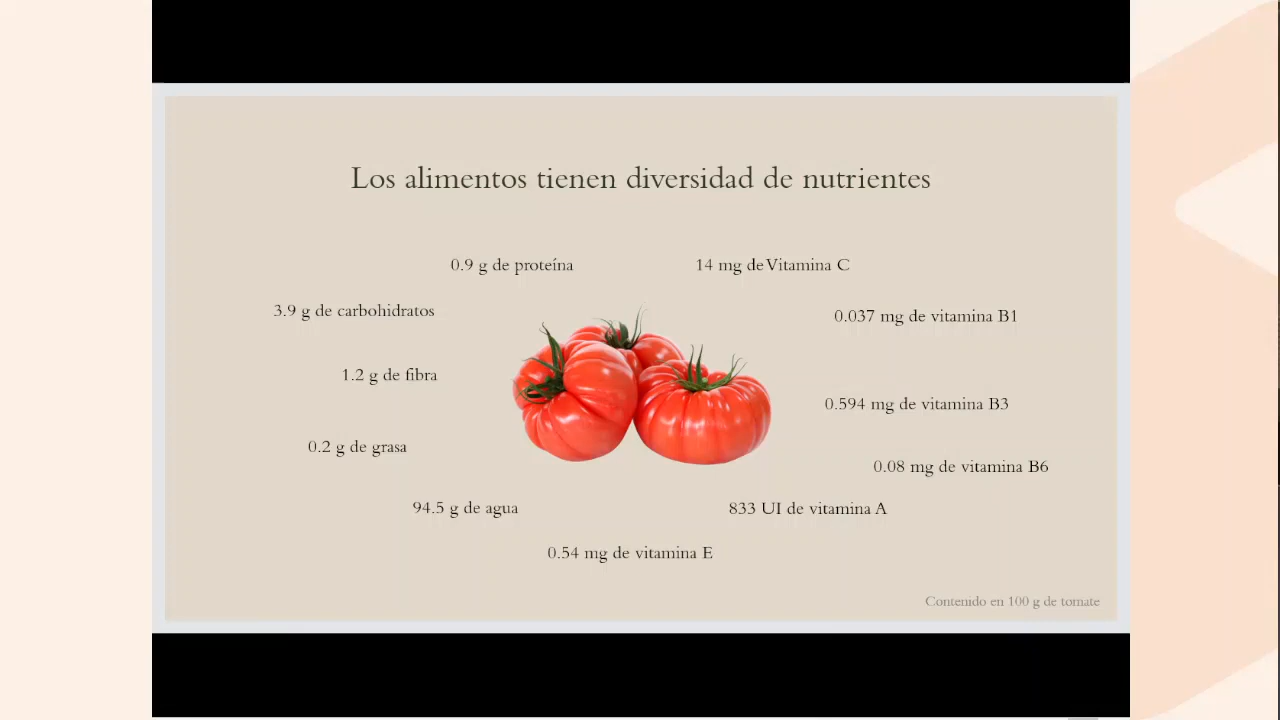 Los alimentos tienen diversidad de nutrientes
0.9 g de proteína
14 mg de Vitamina C
3.9 g de carbohidratos
0.037 mg de vitamina B1
1.2 g de fibra
0.594 mg de vitamina B3
0.2 g de grasa
0.08 mg de vitamina B6
94.5 g de agua
833 UI de vitamina A
0.54 mg de vitamina E
Contenido en 100 g de tomate